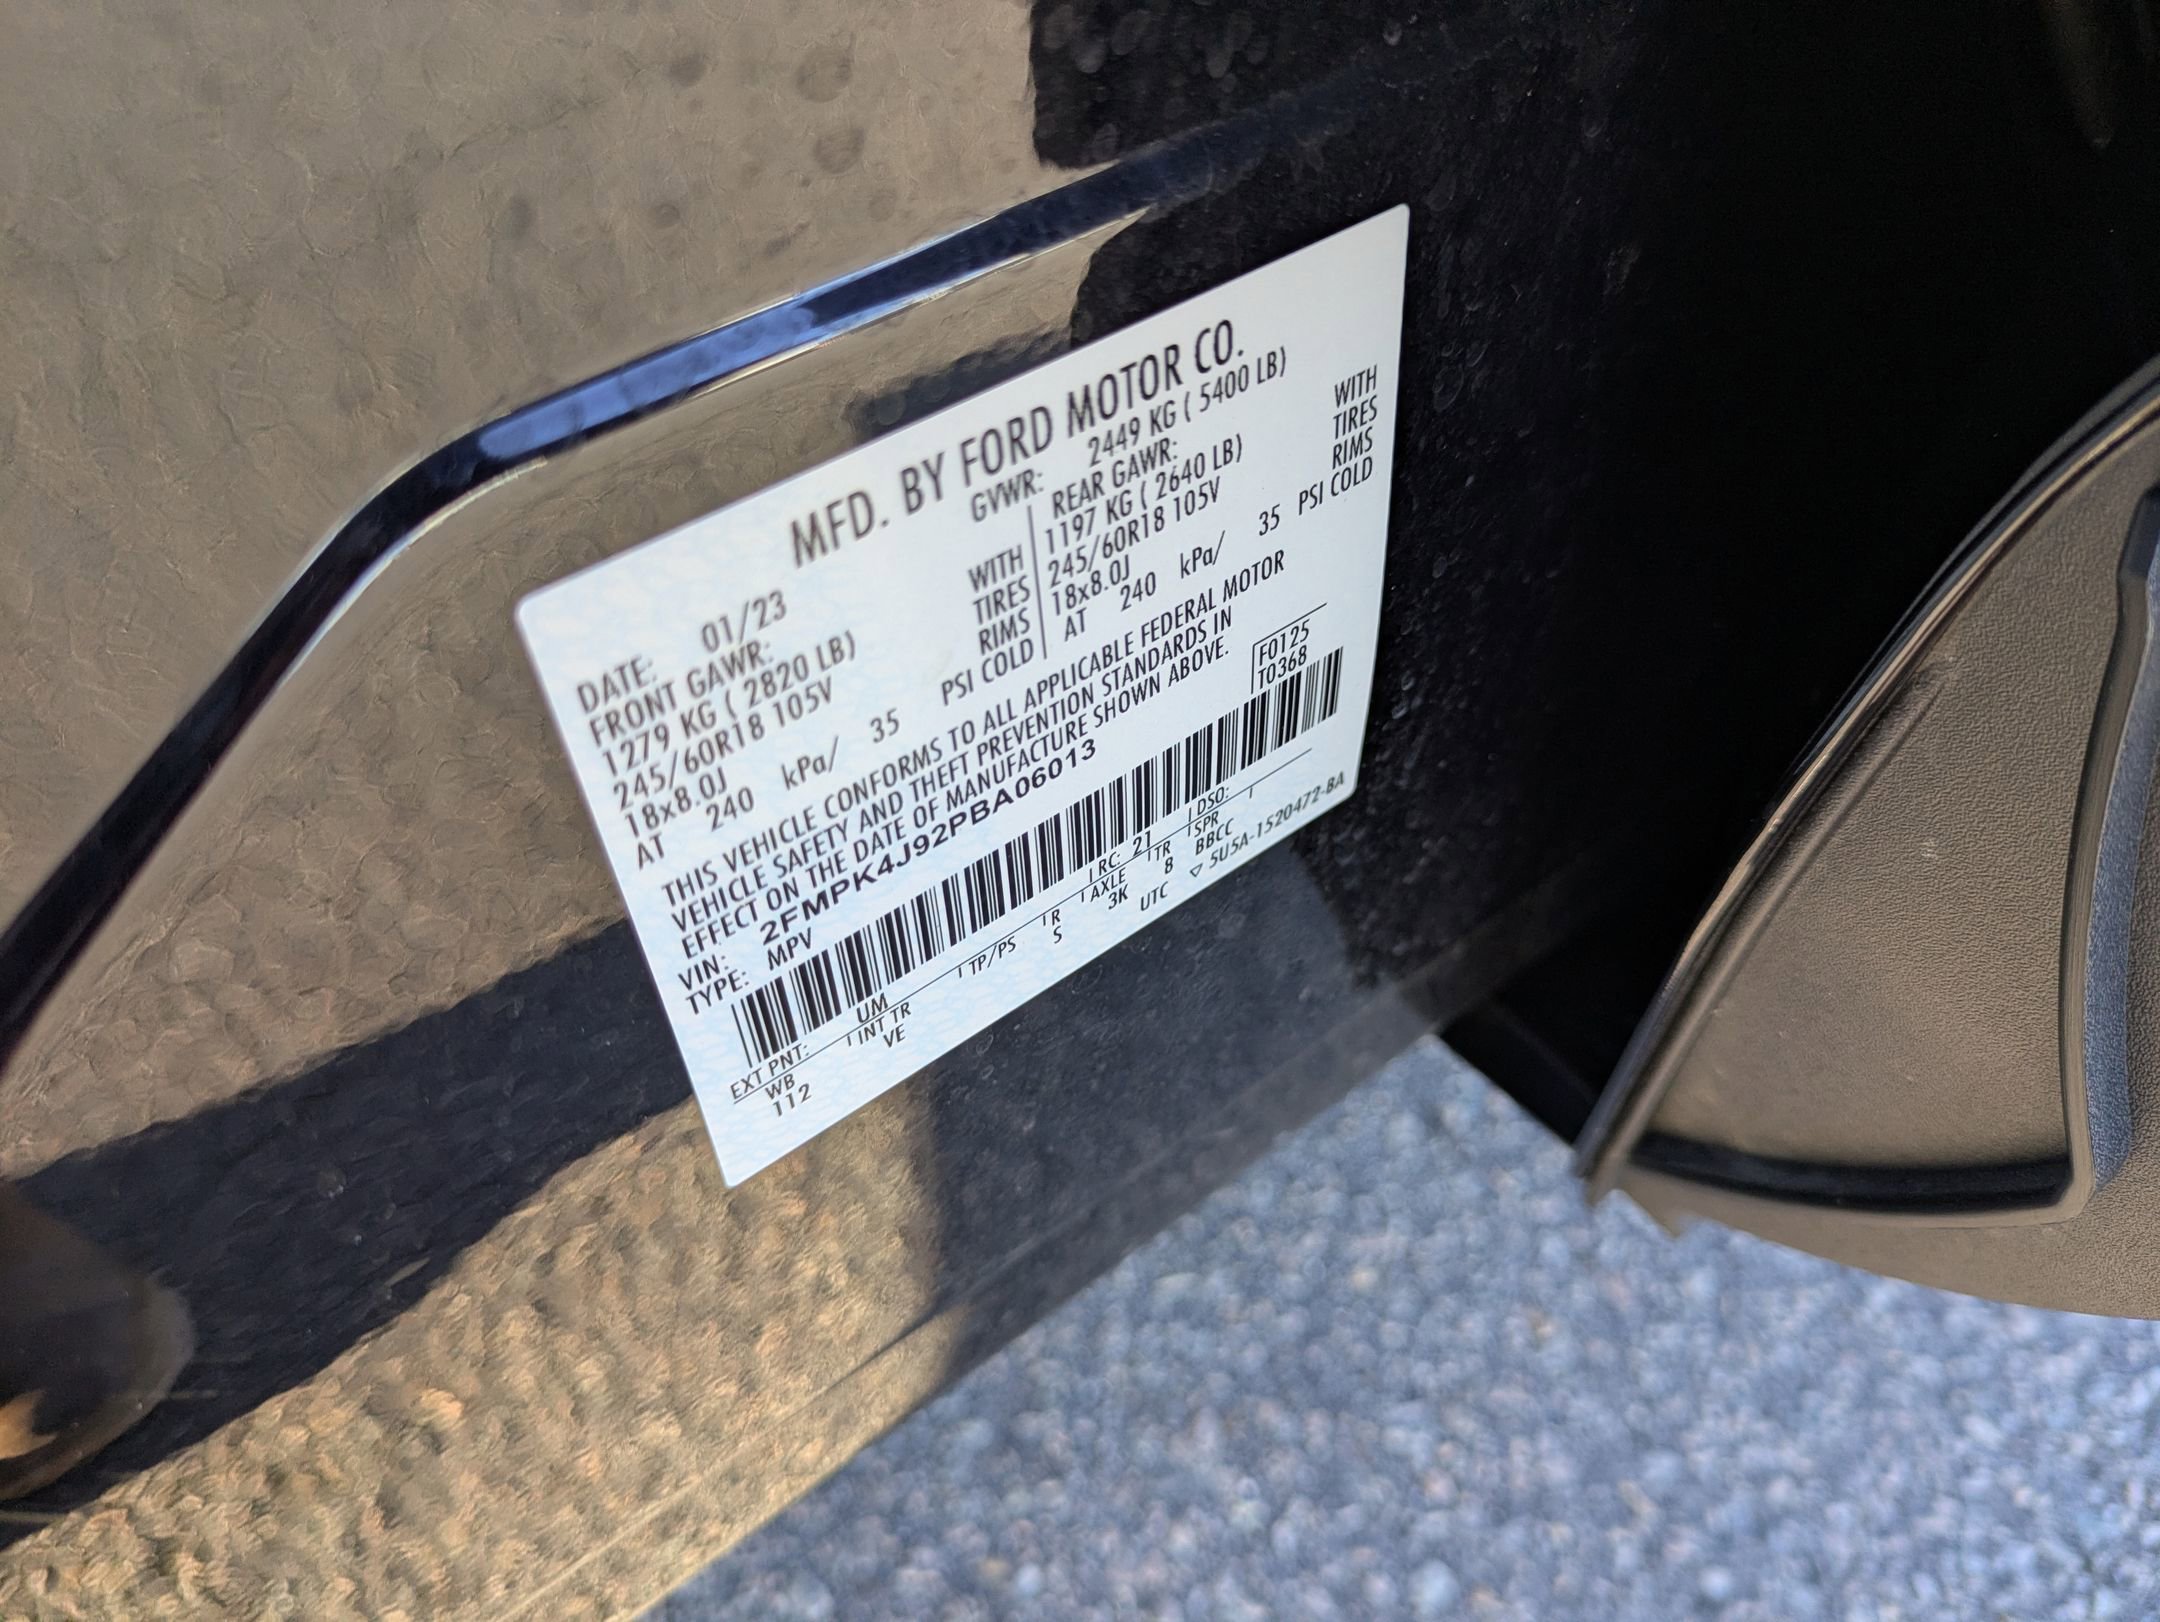 MFD. BY FORD MOTOR CO.
DATE: 01/23 GVWR: 2449 KG ( 5400 LB)
FRONT GAWR: REAR GAWR:
1279 KG ( 2820 LB) WITH 1197 KG ( 2640 LB) WITH
245/60R18 105V TIRES 245/60R18 105V TIRES
18x8.0J RIMS 18x8.0J RIMS
AT 240 kPa/ 35 PSI COLD AT 240 kPa/ 35 PSI COLD
THIS VEHICLE CONFORMS TO ALL APPLICABLE FEDERAL MOTOR
VEHICLE SAFETY AND THEFT PREVENTION STANDARDS IN
EFFECT ON THE DATE OF MANUFACTURE SHOWN ABOVE.
VIN: 2FMPK4J92PBA06013 F0125
TYPE: MPV T0368
EXT PNT: UM RC: 21 DSO:
WB INT TR TP/PS R AXLE TR SPR
112 VE S 3K 8 BBCC
UTC ▽ 5U5A-1520472-BA